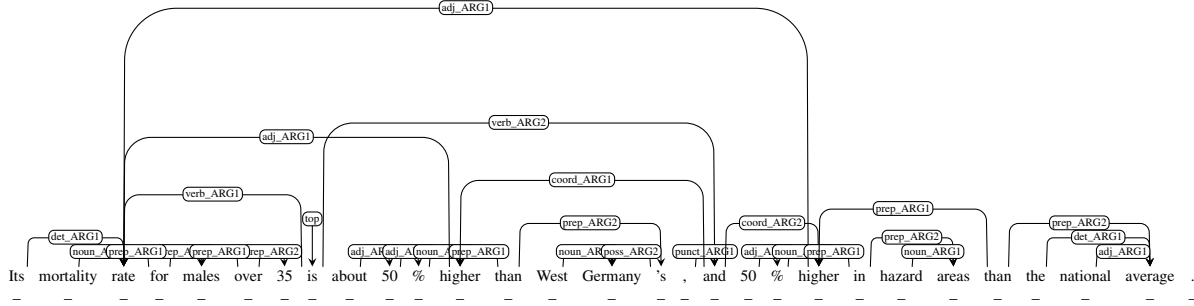 adj_ARG1
verb_ARG2
adj_ARG1
coord_ARG1
verb_ARG1
prep_ARG1
top
prep_ARG2 coord_ARG2 prep_ARG2
det_ARG1 prep_ARG2 det_ARG1
prep_ARG1 prep_ARG1 prep_ARG1 poss_ARG2 punct_ARG1 noun_ARG1 adj_ARG1
Its mortality rate for males over 35 is about 50 % higher than West Germany 's , and 50 % higher in hazard areas than the national average .